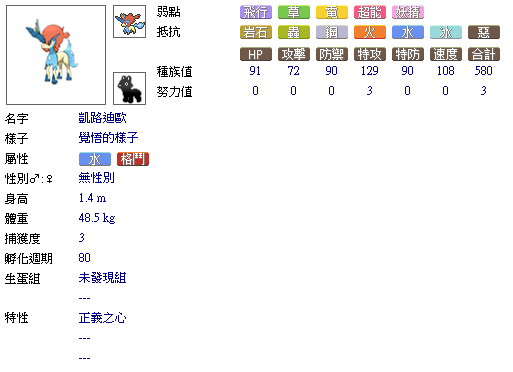 弱點 飛行 草 電 超能 妖精
抵抗 岩石 蟲 鋼 火 水 冰 惡
HP 攻擊 防禦 特攻 特防 速度 合計
種族值 91 72 90 129 90 108 580
努力值 0 0 0 3 0 0 3
名字 凱路迪歐
樣子 覺悟的樣子
屬性 水 格鬥
性別♂:♀ 無性別
身高 1.4 m
體重 48.5 kg
捕獲度 3
孵化週期 80
生蛋組 未發現組
---
特性 正義之心
---
---